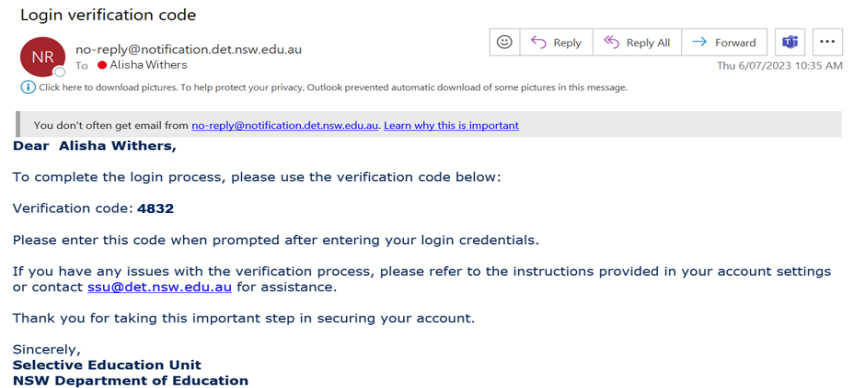 Login verification code
NR
no-reply@notification.det.nsw.edu.au
To Alisha Withers
Reply
Reply All
Forward
Thu 6/07/2023 10:35 AM
Click here to download pictures. To help protect your privacy, Outlook prevented automatic download of some pictures in this message.
You don't often get email from no-reply@notification.det.nsw.edu.au. Learn why this is important
Dear Alisha Withers,
To complete the login process, please use the verification code below:
Verification code: 4832
Please enter this code when prompted after entering your login credentials.
If you have any issues with the verification process, please refer to the instructions provided in your account settings
or contact ssu@det.nsw.edu.au for assistance.
Thank you for taking this important step in securing your account.
Sincerely,
Selective Education Unit
NSW Department of Education